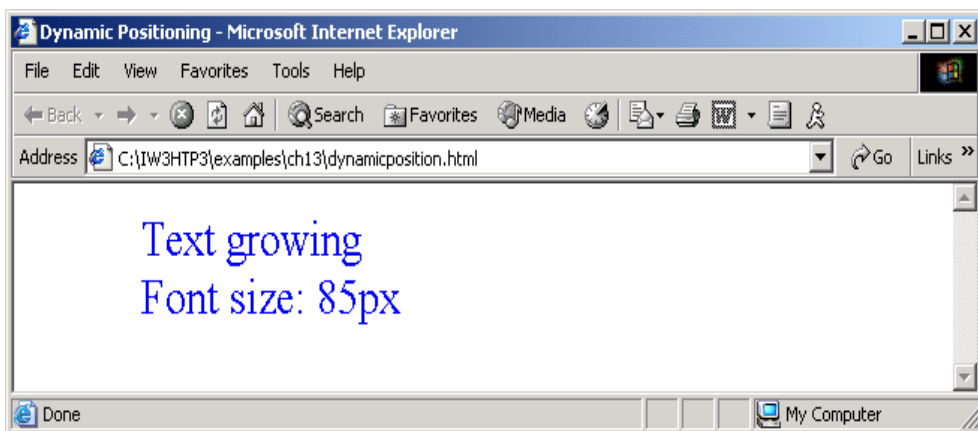 Dynamic Positioning - Microsoft Internet Explorer
File Edit View Favorites Tools Help
Back Search Favorites Media
Address C:\IW3HTP3\examples\ch13\dynamicposition.html Go Links »
Text growing
Font size: 85px
Done My Computer